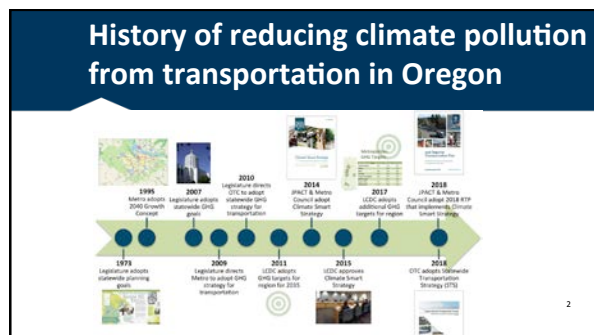 History of reducing climate pollution
from transportation in Oregon
1995
Metro adopts
2040 Growth
Concept
2007
Legislature adopts
statewide GHG
goals
2010
Legislature directs
OTC to adopt
statewide GHG
strategy for
transportation
2014
JPACT & Metro
Council adopt
Climate Smart
Strategy
2017
LCDC adopts
additional GHG
targets for region
2018
JPACT & Metro
Council adopt 2018 RTP
that implements Climate
Smart Strategy
1973
Legislature adopts
statewide planning
goals
2009
Legislature directs
Metro to adopt GHG
strategy for
transportation
2011
LCDC adopts
GHG targets for
region for 2035
2015
LCDC approves
Climate Smart
Strategy
2018
OTC adopts Statewide
Transportation
Strategy (STS)
2